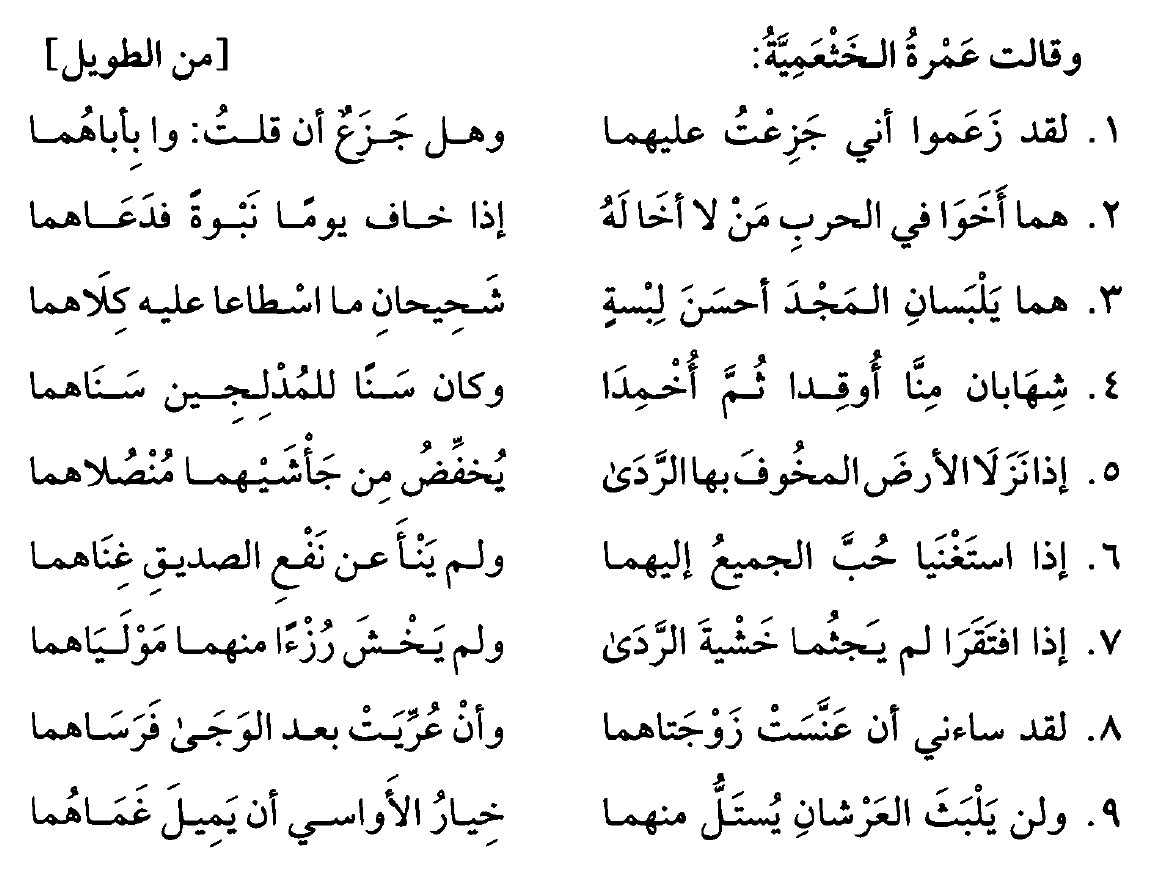 وقالت عَمْرةُ الخَثْعَمِيَّةُ: [من الطويل]
١. لقد زَعَموا أني جَزِعْتُ عليهما وهل جَزَعٌ أن قلتُ: وا بِأباهُما
٢. هما أَخَوَا في الحربِ مَنْ لا أخَا لَهُ إذا خاف يومًا نَبْوةً فدَعَاهما
٣. هما يَلْبَسانِ المَجْدَ أحسَنَ لِبْسةٍ شَحِيحانِ ما اسْطاعا عليه كِلَاهما
٤. شِهَابان مِنَّا أُوقِدا ثُمَّ أُخْمِدَا وكان سَنًا للمُدْلِجِين سَنَاهما
٥. إذا نَزَلَا الأرضَ المخُوفَ بها الرَّدَىٰ يُخفِّضُ مِن جَأْشَيْهما مُنْصُلاهما
٦. إذا استَغْنَيا حُبَّ الجميعُ إليهما ولم يَنْأَ عن نَفْعِ الصديقِ غِنَاهما
٧. إذا افتَقَرَا لم يَجثُما خَشْيةَ الرَّدَىٰ ولم يَخْشَ رُزْءًا منهما مَوْلَيَاهما
٨. لقد ساءني أن عَنَّسَتْ زَوْجَتاهما وأنْ عُرِّيَتْ بعد الوَجَىٰ فَرَسَاهما
٩. ولن يَلْبَثَ العَرْشانِ يُستَلُّ منهما خِيارُ الأَواسي أن يَمِيلَ غَمَاهُما